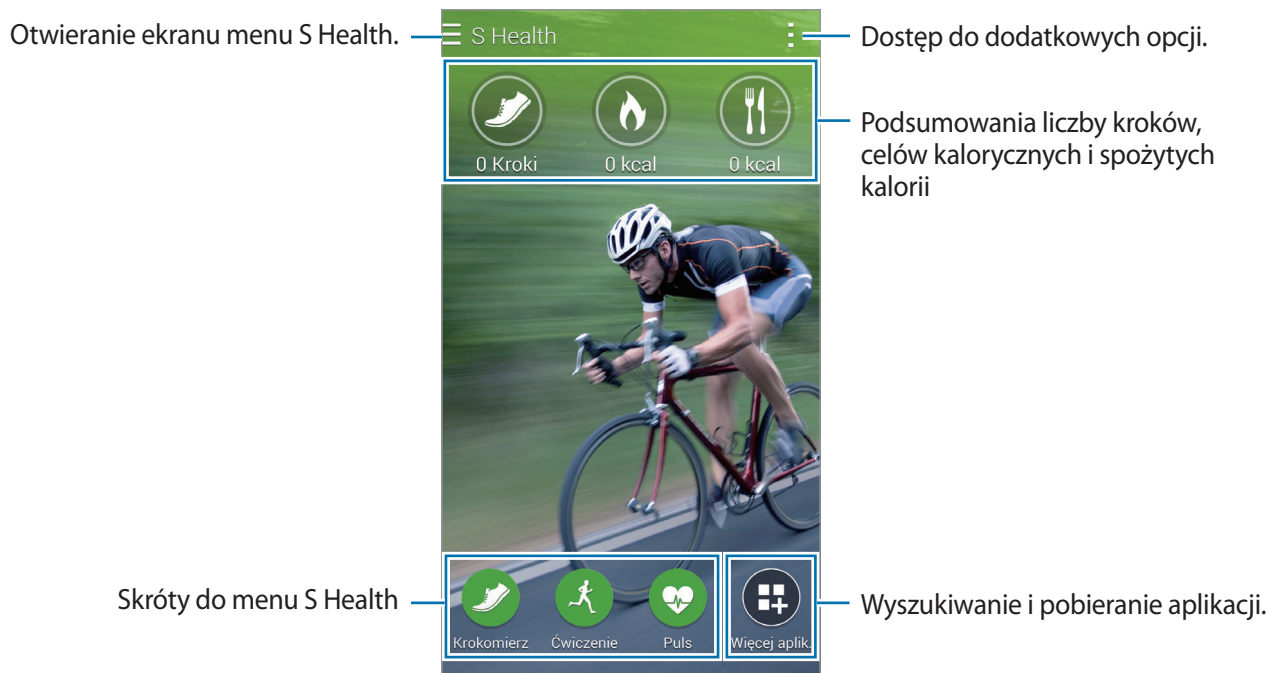 Otwieranie ekranu menu S Health.
S Health
Dostęp do dodatkowych opcji.
0 Kroki
0 kcal
0 kcal
Podsumowania liczby kroków,
celów kalorycznych i spożytych
kalorii
Skróty do menu S Health
Krokomierz
Ćwiczenie
Puls
Więcej aplik.
Wyszukiwanie i pobieranie aplikacji.